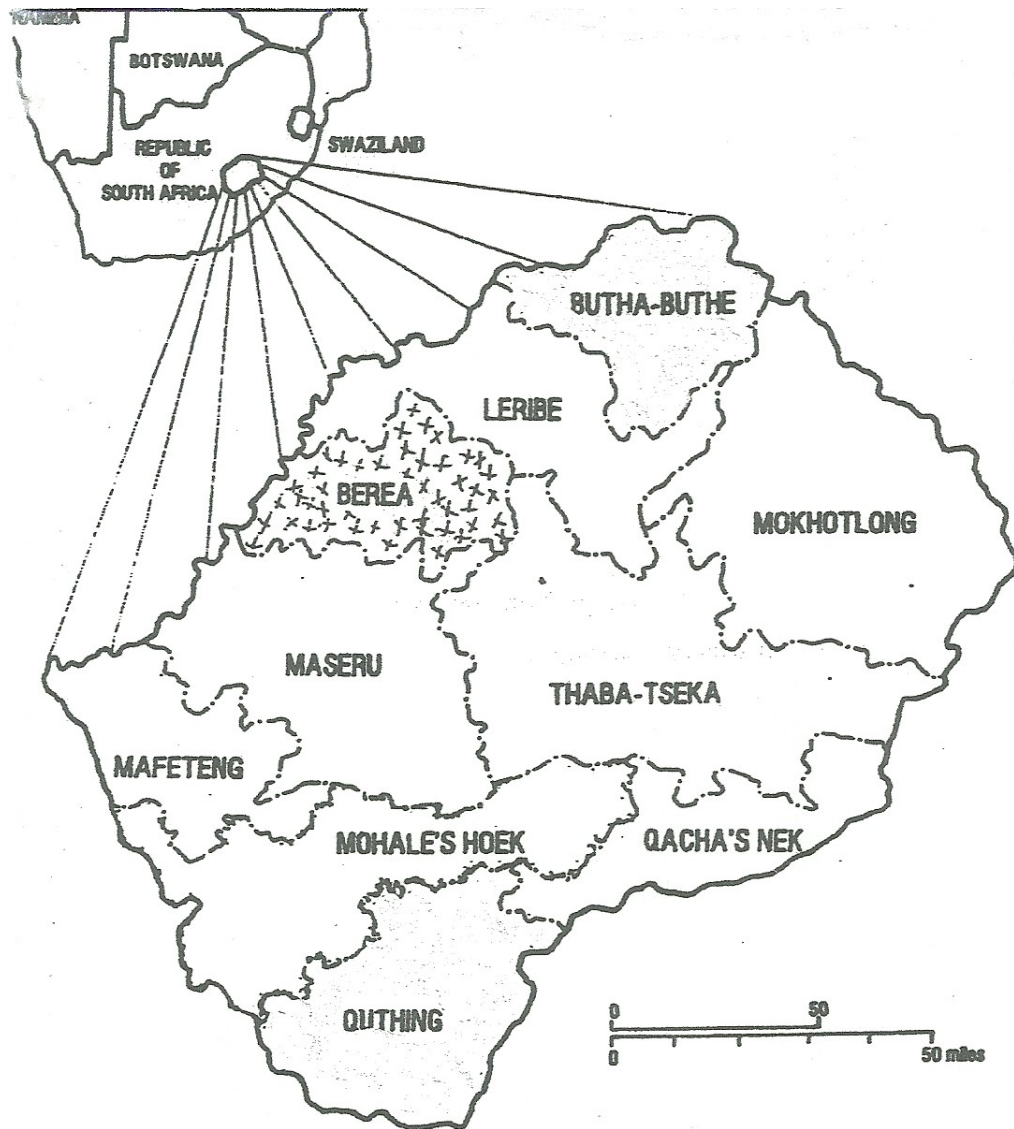 NAMIBIA
BOTSWANA
SWAZILAND
REPUBLIC
OF
SOUTH AFRICA
BUTHA-BUTHE
LERIBE
BEREA
MOKHOTLONG
MASERU
THABA-TSEKA
MAFETENG
MOHALE'S HOEK
QACHA'S NEK
QUTHING
0 50
0 50 miles